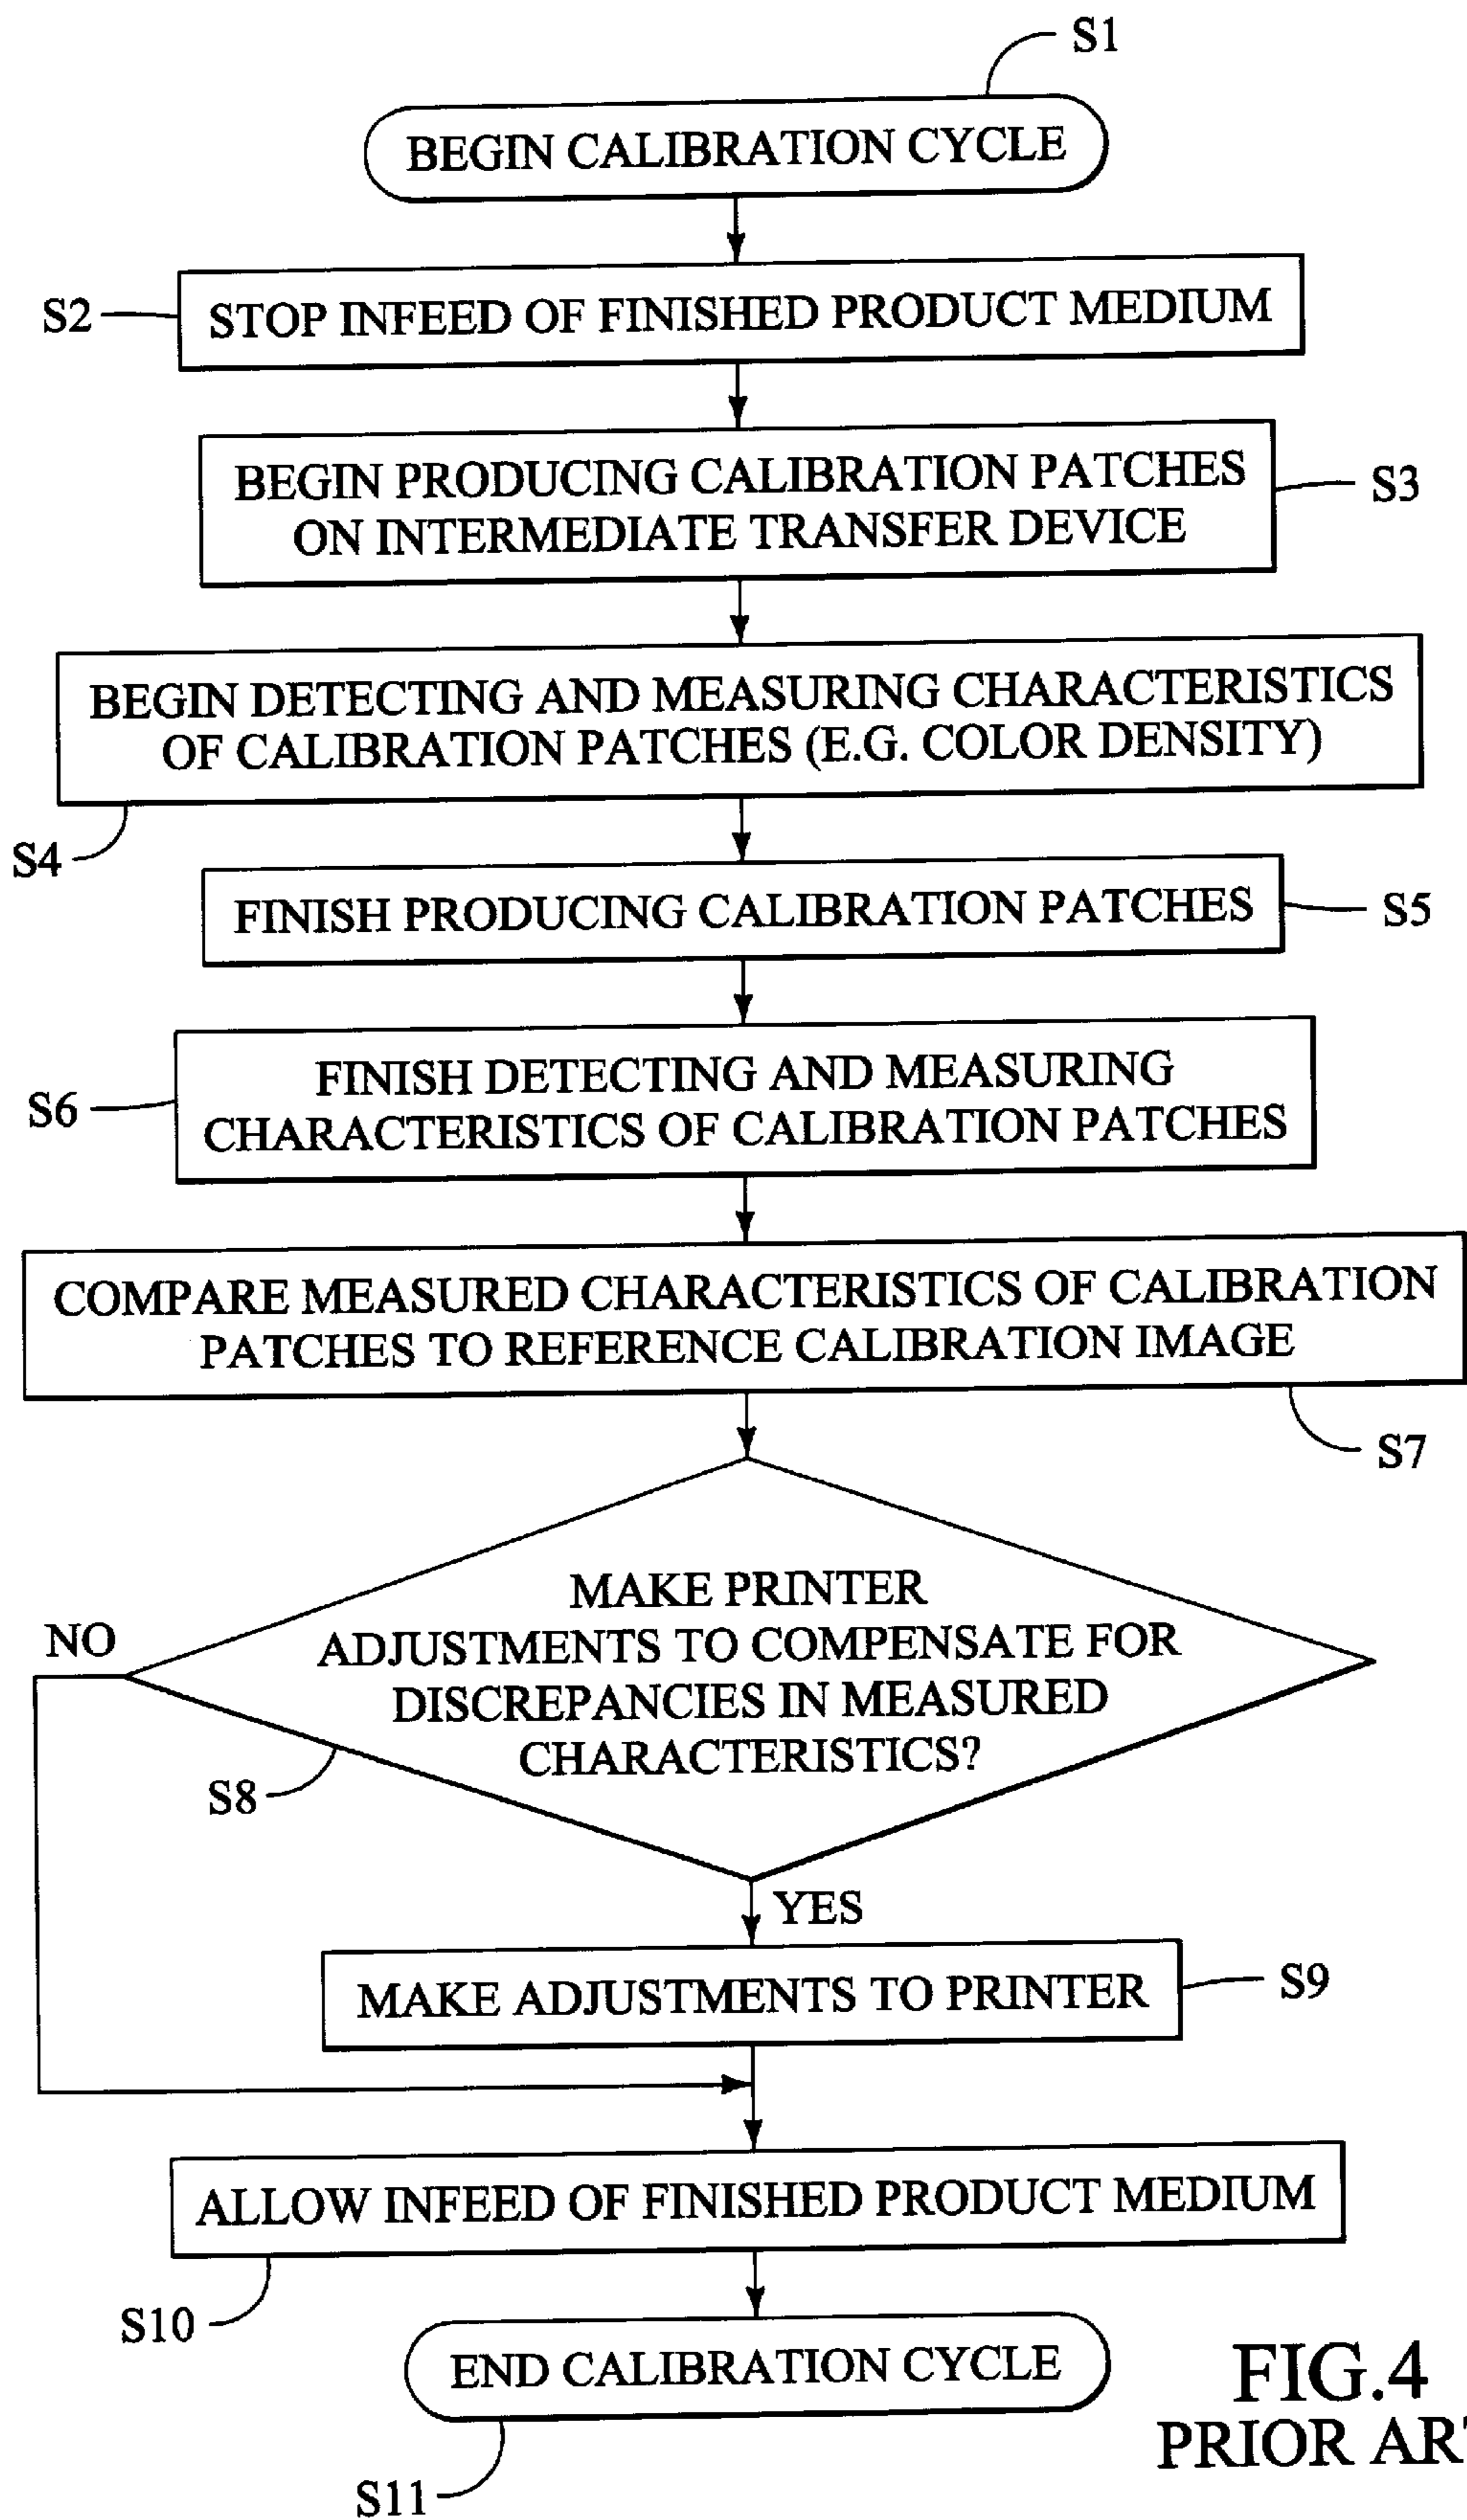 S1
BEGIN CALIBRATION CYCLE
S2
STOP INFEED OF FINISHED PRODUCT MEDIUM
BEGIN PRODUCING CALIBRATION PATCHES
ON INTERMEDIATE TRANSFER DEVICE
S3
BEGIN DETECTING AND MEASURING CHARACTERISTICS
OF CALIBRATION PATCHES (E.G. COLOR DENSITY)
S4
FINISH PRODUCING CALIBRATION PATCHES
S5
FINISH DETECTING AND MEASURING
CHARACTERISTICS OF CALIBRATION PATCHES
S6
COMPARE MEASURED CHARACTERISTICS OF CALIBRATION
PATCHES TO REFERENCE CALIBRATION IMAGE
S7
MAKE PRINTER
ADJUSTMENTS TO COMPENSATE FOR
DISCREPANCIES IN MEASURED
CHARACTERISTICS?
NO
S8
YES
MAKE ADJUSTMENTS TO PRINTER
S9
ALLOW INFEED OF FINISHED PRODUCT MEDIUM
S10
END CALIBRATION CYCLE
S11
FIG.4
PRIOR ART